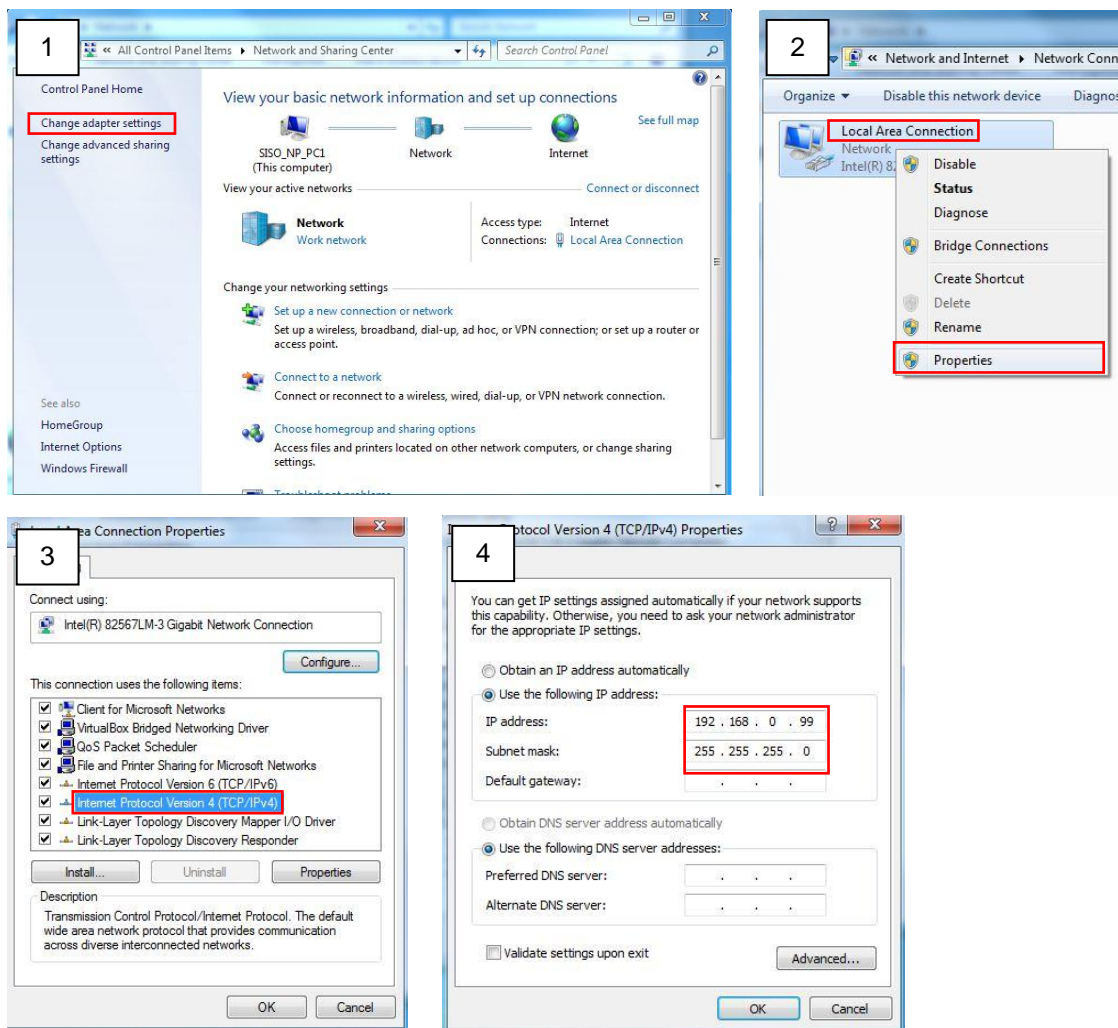 1
« All Control Panel Items ▸ Network and Sharing Center
Search Control Panel
Control Panel Home
Change adapter settings
Change advanced sharing
settings
See also
HomeGroup
Internet Options
Windows Firewall
View your basic network information and set up connections
See full map
SISO_NP_PC1
(This computer)
Network
Internet
View your active networks
Connect or disconnect
Network
Work network
Access type: Internet
Connections: Local Area Connection
Change your networking settings
Set up a new connection or network
Set up a wireless, broadband, dial-up, ad hoc, or VPN connection; or set up a router or
access point.
Connect to a network
Connect or reconnect to a wireless, wired, dial-up, or VPN network connection.
Choose homegroup and sharing options
Access files and printers located on other network computers, or change sharing
settings.
Troubleshoot problems
2
« Network and Internet ▸ Network Conn
Organize Disable this network device Diagnos
Local Area Connection
Network
Intel(R) 82
Disable
Status
Diagnose
Bridge Connections
Create Shortcut
Delete
Rename
Properties
3
ea Connection Properties
Connect using:
Intel(R) 82567LM-3 Gigabit Network Connection
Configure...
This connection uses the following items:
Client for Microsoft Networks
VirtualBox Bridged Networking Driver
QoS Packet Scheduler
File and Printer Sharing for Microsoft Networks
Internet Protocol Version 6 (TCP/IPv6)
Internet Protocol Version 4 (TCP/IPv4)
Link-Layer Topology Discovery Mapper I/O Driver
Link-Layer Topology Discovery Responder
Install... Uninstall Properties
Description
Transmission Control Protocol/Internet Protocol. The default
wide area network protocol that provides communication
across diverse interconnected networks.
OK Cancel
4
otocol Version 4 (TCP/IPv4) Properties
You can get IP settings assigned automatically if your network supports
this capability. Otherwise, you need to ask your network administrator
for the appropriate IP settings.
Obtain an IP address automatically
Use the following IP address:
IP address: 192 . 168 . 0 . 99
Subnet mask: 255 . 255 . 255 . 0
Default gateway: . . .
Obtain DNS server address automatically
Use the following DNS server addresses:
Preferred DNS server: . . .
Alternate DNS server: . . .
Validate settings upon exit
Advanced...
OK Cancel